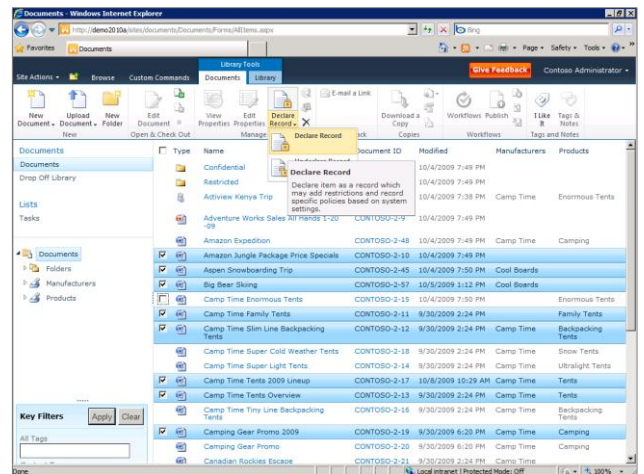 Documents - Windows Internet Explorer
http://demo2010a/sites/documents/Documents/Forms/AllItems.aspx
Bing
Favorites
Documents
Page
Safety
Tools
Library Tools
Give Feedback
Contoso Administrator
Site Actions
Browse
Custom Commands
Documents
Library
New Document
Upload Document
New Folder
Edit Document
View Properties
Edit Properties
Declare Record
E-mail a Link
Download a Copy
Workflows
Publish
I Like It
Tags & Notes
New
Open & Check Out
Manage
Copies
Workflows
Tags and Notes
Declare Record
Declare Record
Declare item as a record which
may add restrictions and record
specific policies based on system
settings.
Documents
Documents
Drop Off Library
Lists
Tasks
Documents
Folders
Manufacturers
Products
Key Filters
Apply
Clear
All Tags
Type Name Document ID Modified Manufacturers Products
Confidential 10/4/2009 7:49 PM
Restricted 10/4/2009 7:49 PM
Active​view Kenya Trip 10/4/2009 7:38 PM Camp Time Enormous Tents
Adventure Works Sales All Hands 1-20 CONTOSO-2-9 10/4/2009 7:49 PM
-09
Amazon Expedition CONTOSO-2-48 10/4/2009 7:49 PM Camp Time Camping
Amazon Jungle Package Price Specials CONTOSO-2-10 10/4/2009 7:49 PM
Aspen Snowboarding Trip CONTOSO-2-45 10/4/2009 7:50 PM Cool Boards
Big Bear Skiing CONTOSO-2-57 10/5/2009 1:12 PM Cool Boards
Camp Time Enormous Tents CONTOSO-2-15 10/4/2009 7:50 PM Enormous Tents
Camp Time Family Tents CONTOSO-2-11 9/30/2009 2:24 PM Family Tents
Camp Time Slim Line Backpacking CONTOSO-2-12 9/30/2009 2:24 PM Camp Time Backpacking
Tents Tents
Camp Time Super Cold Weather Tents CONTOSO-2-18 9/30/2009 2:24 PM Camp Time Snow Tents
Camp Time Super Light Tents CONTOSO-2-14 9/30/2009 2:24 PM Camp Time Ultralight Tents
Camp Time Tents 2009 Lineup CONTOSO-2-17 10/8/2009 10:29 AM Camp Time Tents
Camp Time Tents Overview CONTOSO-2-13 9/30/2009 2:24 PM Camp Time Tents
Camp Time Tiny Line Backpacking CONTOSO-2-16 9/30/2009 2:24 PM Camp Time Backpacking
Tents Tents
Camping Gear Promo 2009 CONTOSO-2-19 9/30/2009 6:20 PM Camp Time Camping
Camping Gear Promo CONTOSO-2-20 9/30/2009 6:20 PM Camp Time Camping
Canadian Rockies Escape CONTOSO-2-21
Done
Local intranet | Protected Mode: Off
100%